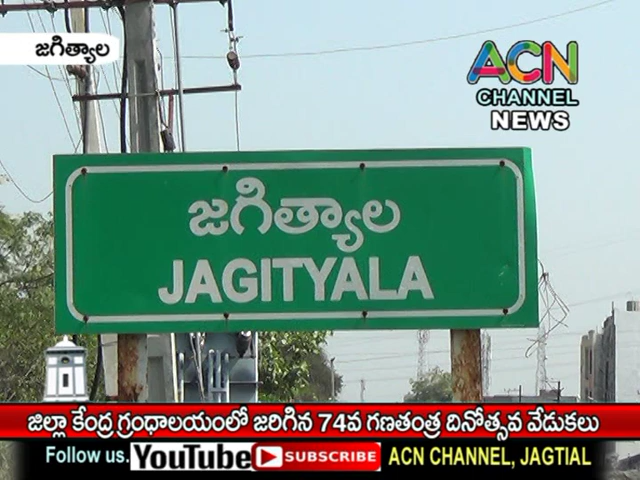 జగిత్యాల
ACN
CHANNEL
NEWS
జగిత్యాల
JAGITYALA
జిల్లా కేంద్ర గ్రంధాలయంలో జరిగిన 74వ గణతంత్ర దినోత్సవ వేడుకలు
Follow us. YouTube SUBSCRIBE ACN CHANNEL, JAGTIAL